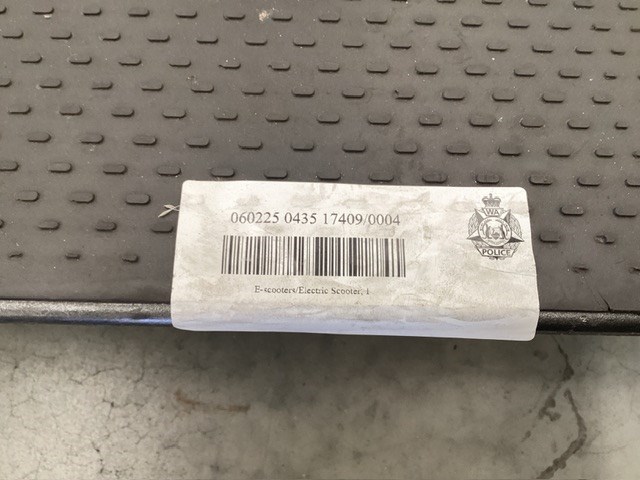 060225 0435 17409/0004
E-scooters/Electric Scooter, 1
WA
POLICE